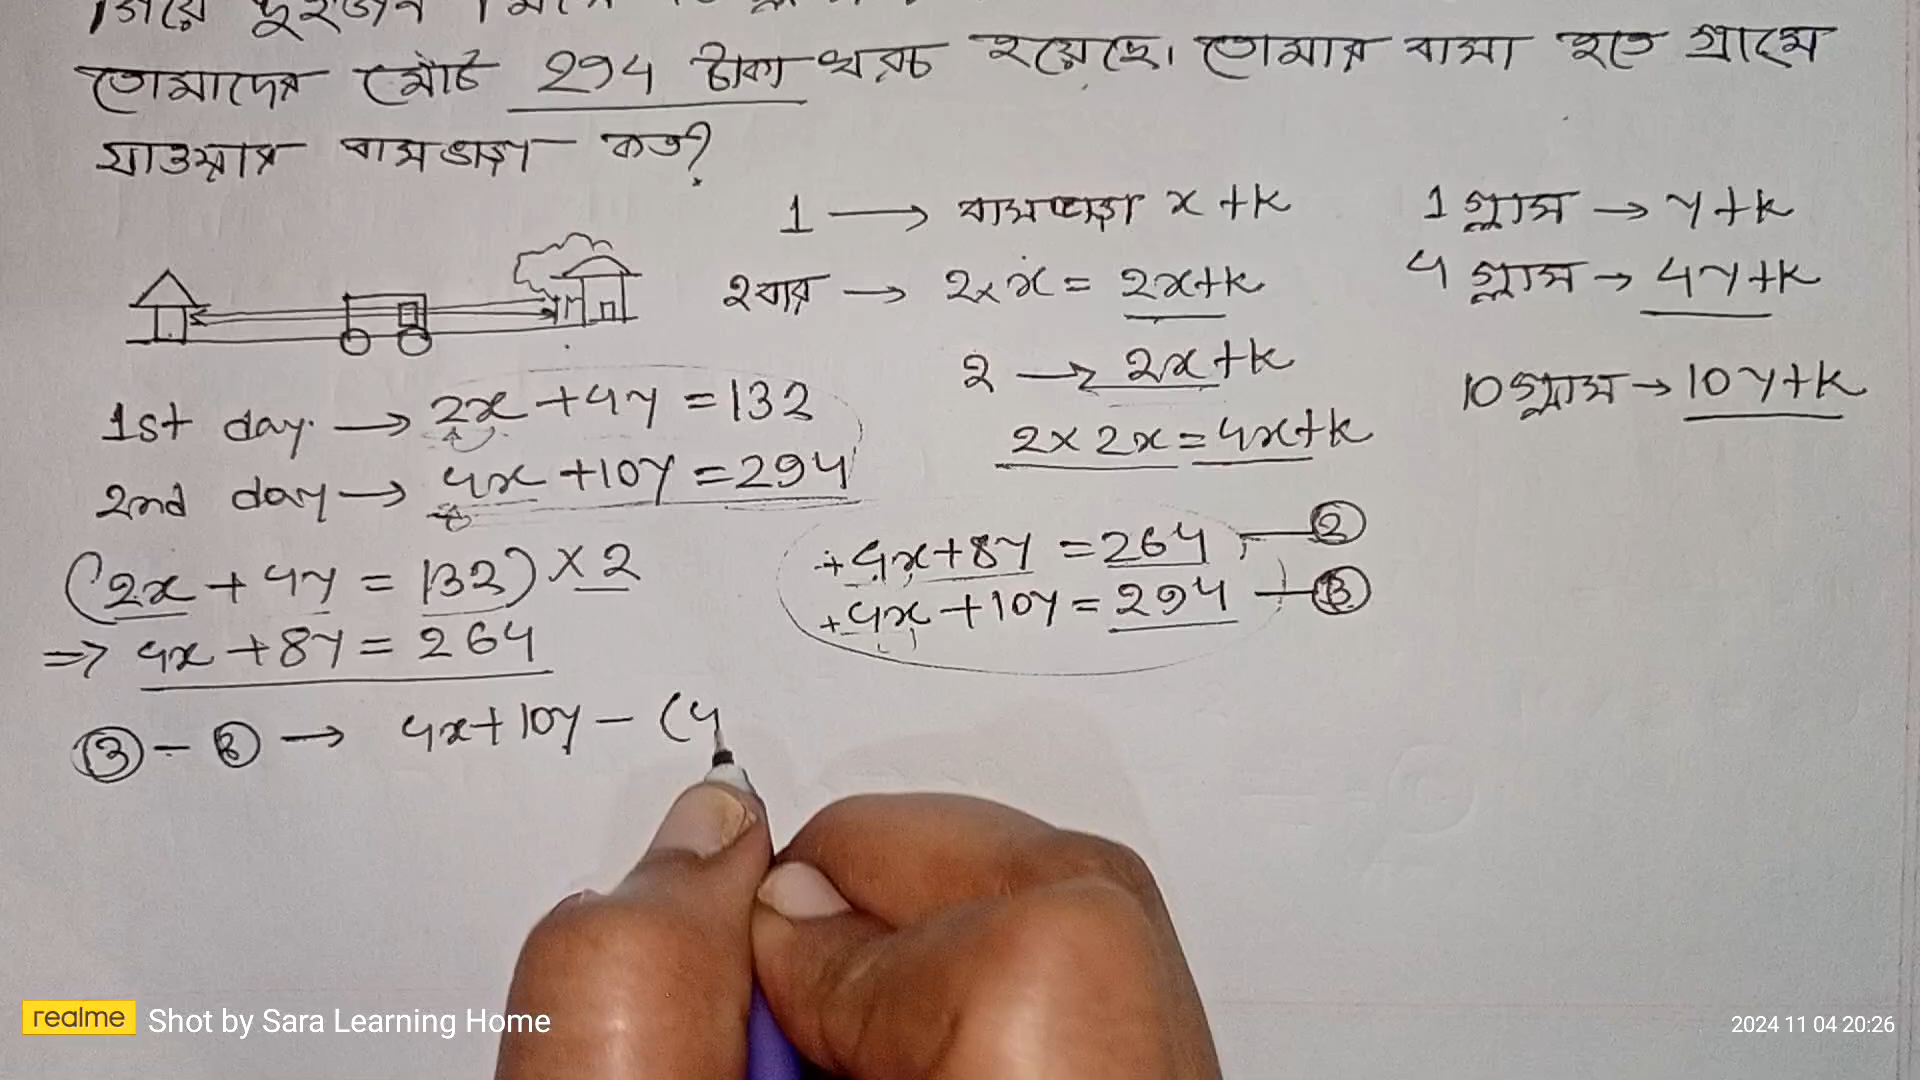 গিয়ে দুইজন মিলে
তোমাদের মোট 294 টাকা খরচ হয়েছে। তোমার বাসা হতে গ্রামে
যাওয়ার বাসভাড়া কত?
1 → বাসভাড়া x+k
1 গ্লাস → y+k
2বার → 2×x = 2x+k
4 গ্লাস → 4y+k
2 → 2x+k
10 গ্লাস → 10y+k
1st day → 2x+4y=132
2×2x=4x+k
2nd day → 4x+10y=294
+4x+8y=264 — ②
(2x+4y=132)×2
+4x+10y=294 — ③
⇒ 4x+8y=264
③ - ② → 4x+10y-(4
realme Shot by Sara Learning Home
2024 11 04 20:26